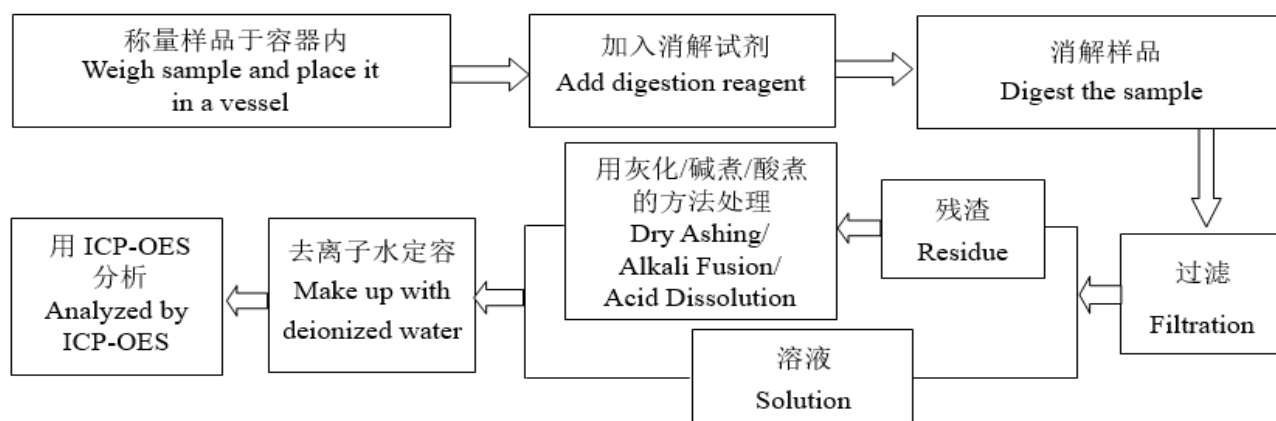 称量样品于容器内
Weigh sample and place it
in a vessel
加入消解试剂
Add digestion reagent
消解样品
Digest the sample
过滤
Filtration
残渣
Residue
用灰化/碱煮/酸煮
的方法处理
Dry Ashing/
Alkali Fusion/
Acid Dissolution
溶液
Solution
去离子水定容
Make up with
deionized water
用 ICP-OES
分析
Analyzed by
ICP-OES